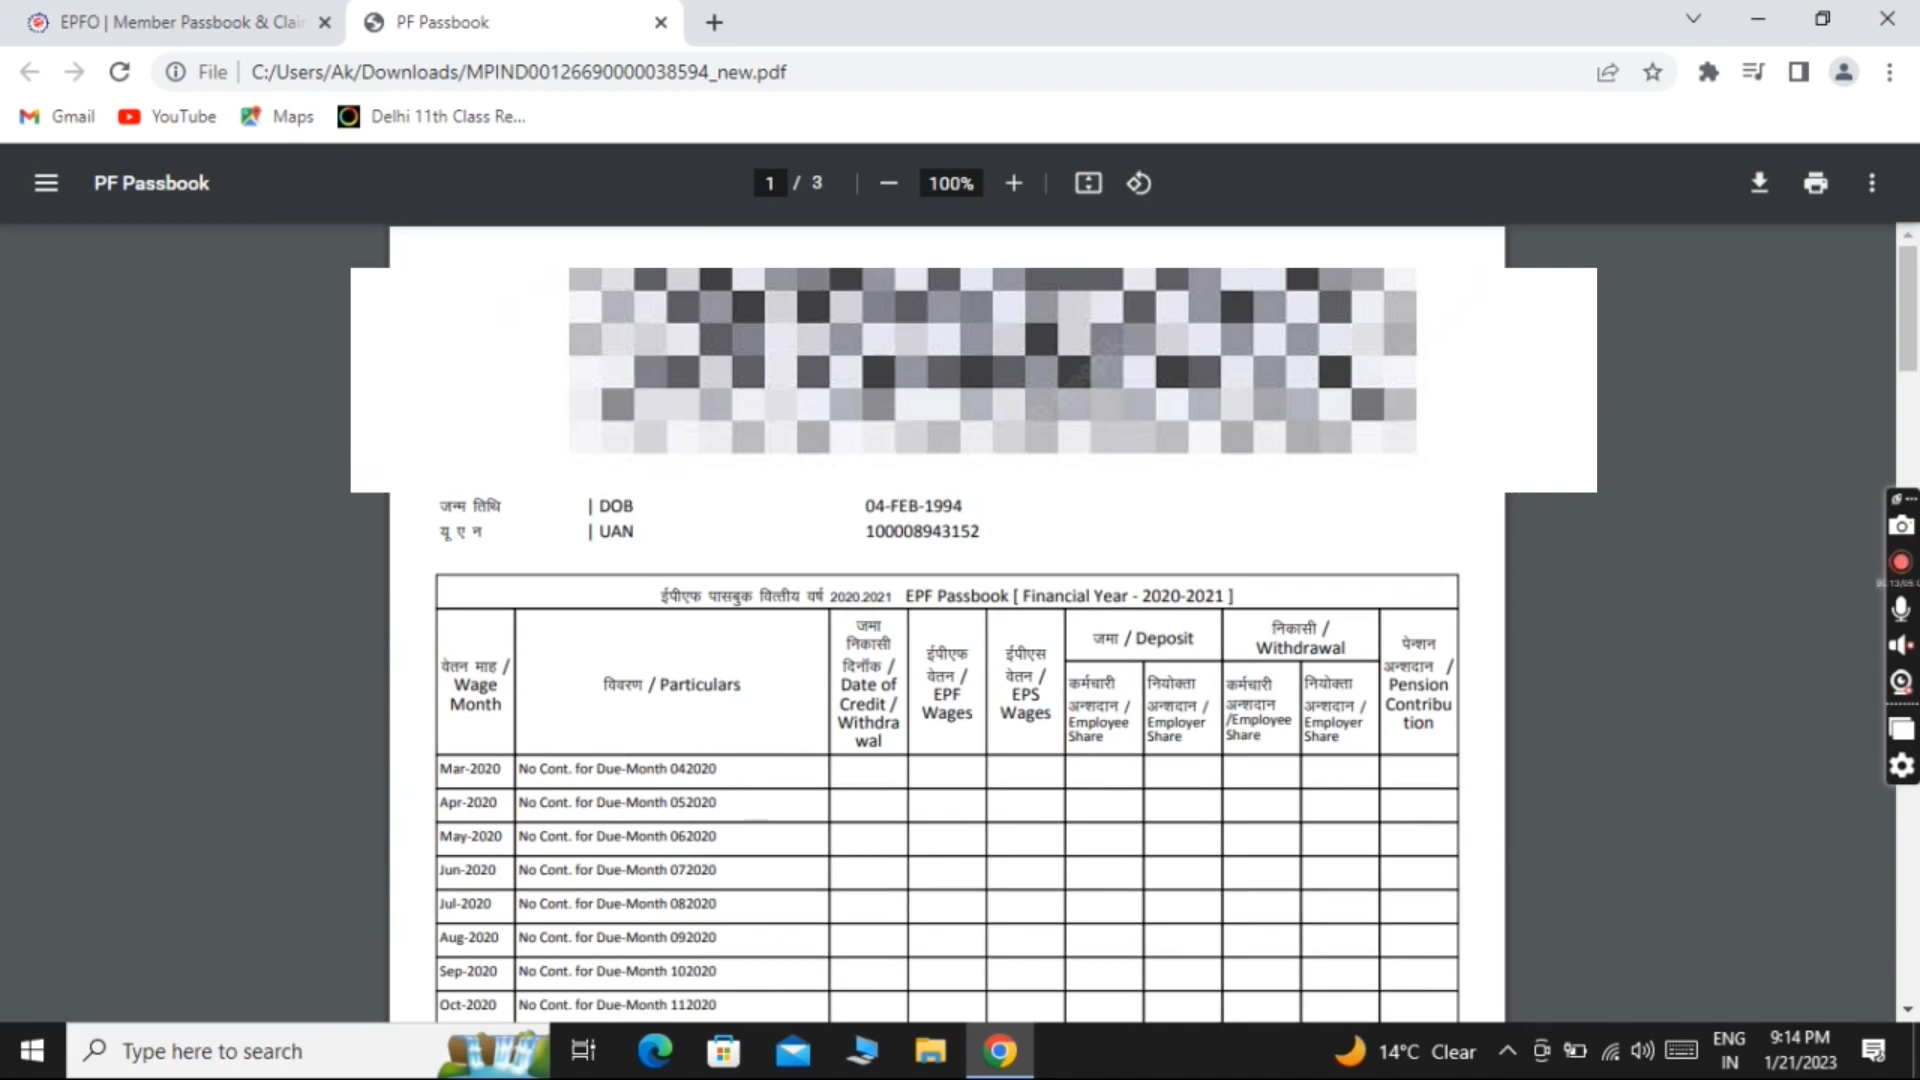 EPFO | Member Passbook & Clai
PF Passbook
File
C:/Users/Ak/Downloads/MPIND00126690000038594_new.pdf
Gmail
YouTube
Maps
Delhi 11th Class Re...
PF Passbook
1 / 3
100%
जन्म तिथि | DOB 04-FEB-1994
यू ए न | UAN 100008943152
ईपीएफ पासबुक वित्तीय वर्ष 2020.2021 EPF Passbook [ Financial Year - 2020-2021 ]
वेतन माह /
Wage
Month
विवरण / Particulars
जमा
निकासी
दिनॉक /
Date of
Credit /
Withdra
wal
ईपीएफ
वेतन /
EPF
Wages
ईपीएस
वेतन /
EPS
Wages
जमा / Deposit
कर्मचारी
अन्शदान /
Employee
Share
नियोक्ता
अन्शदान /
Employer
Share
निकासी /
Withdrawal
कर्मचारी
अन्शदान
/Employee
Share
नियोक्ता
अन्शदान /
Employer
Share
पेन्शन
अन्शदान /
Pension
Contribu
tion
Mar-2020 No Cont. for Due-Month 042020
Apr-2020 No Cont. for Due-Month 052020
May-2020 No Cont. for Due-Month 062020
Jun-2020 No Cont. for Due-Month 072020
Jul-2020 No Cont. for Due-Month 082020
Aug-2020 No Cont. for Due-Month 092020
Sep-2020 No Cont. for Due-Month 102020
Oct-2020 No Cont. for Due-Month 112020
Type here to search
14°C Clear
ENG
IN
9:14 PM
1/21/2023